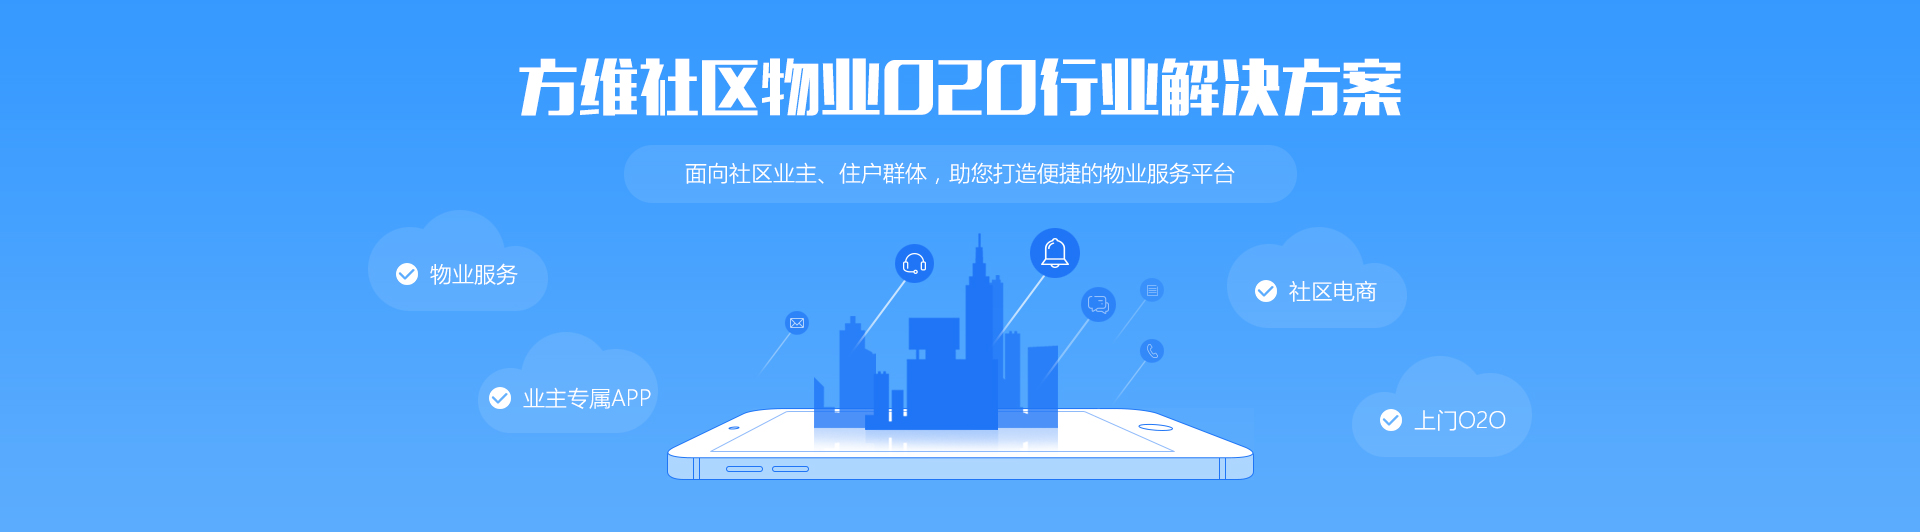 方维社区物业O2O行业解决方案
面向社区业主、住户群体，助您打造便捷的物业服务平台
物业服务
社区电商
业主专属APP
上门O2O